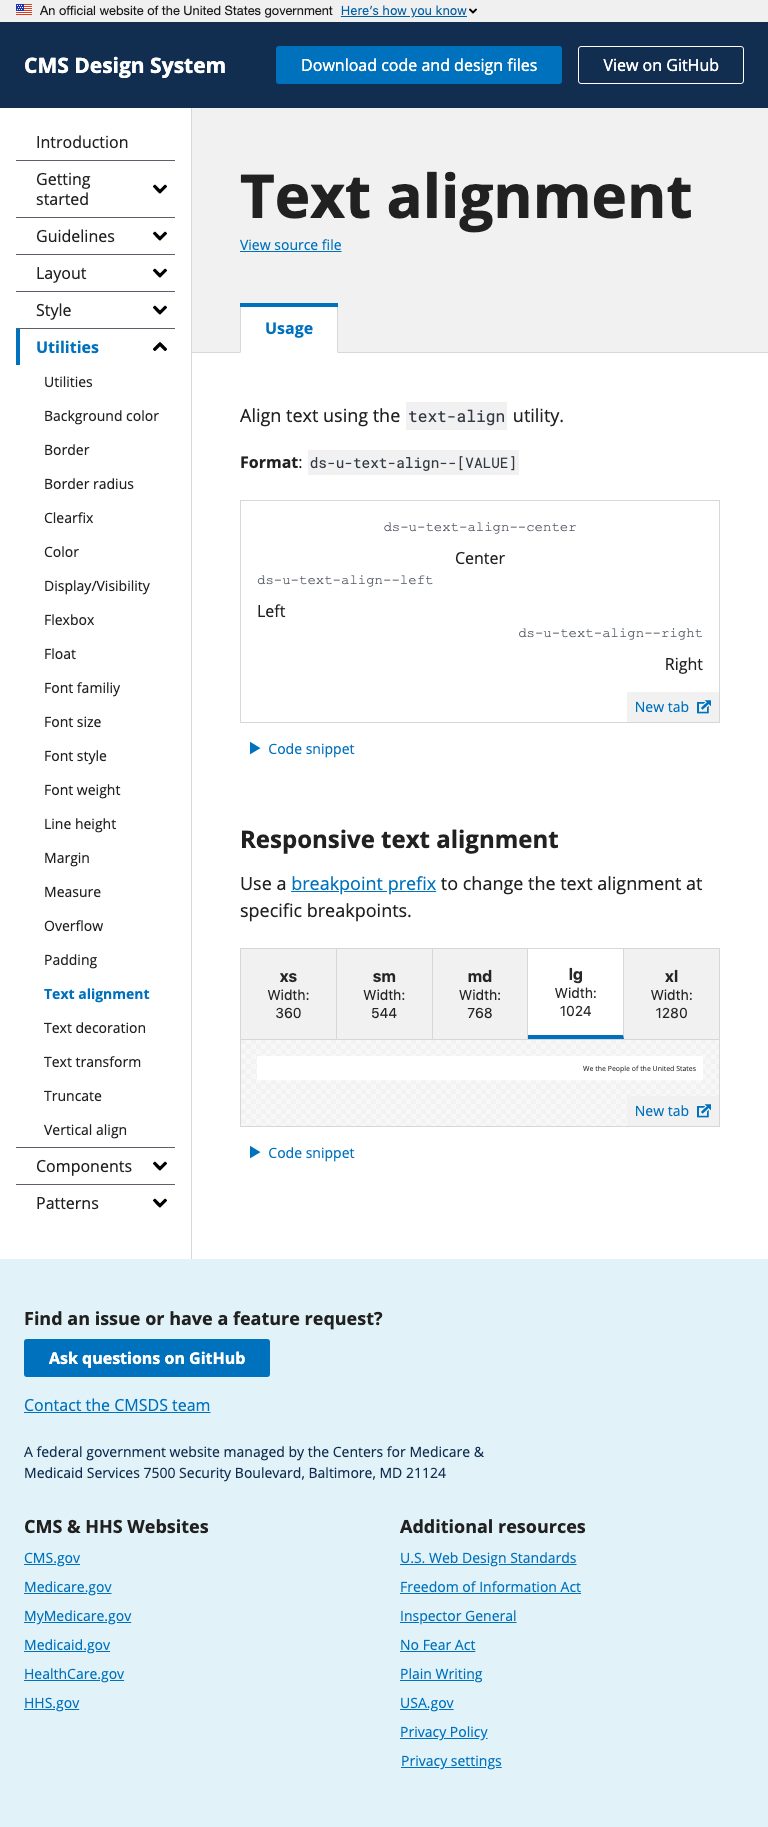 An official website of the United States government Here's how you know
CMS Design System
Download code and design files
View on GitHub
Introduction
Getting
started
Guidelines
Layout
Style
Utilities
Utilities
Background color
Border
Border radius
Clearfix
Color
Display/Visibility
Flexbox
Float
Font familiy
Font size
Font style
Font weight
Line height
Margin
Measure
Overflow
Padding
Text alignment
Text decoration
Text transform
Truncate
Vertical align
Components
Patterns
Text alignment
View source file
Usage
Align text using the text-align utility.
Format: ds-u-text-align--[VALUE]
ds-u-text-align--center
Center
ds-u-text-align--left
Left
ds-u-text-align--right
Right
New tab
Code snippet
Responsive text alignment
Use a breakpoint prefix to change the text alignment at
specific breakpoints.
xs
Width:
360
sm
Width:
544
md
Width:
768
lg
Width:
1024
xl
Width:
1280
We the People of the United States
New tab
Code snippet
Find an issue or have a feature request?
Ask questions on GitHub
Contact the CMSDS team
A federal government website managed by the Centers for Medicare &
Medicaid Services 7500 Security Boulevard, Baltimore, MD 21124
CMS & HHS Websites
CMS.gov
Medicare.gov
MyMedicare.gov
Medicaid.gov
HealthCare.gov
HHS.gov
Additional resources
U.S. Web Design Standards
Freedom of Information Act
Inspector General
No Fear Act
Plain Writing
USA.gov
Privacy Policy
Privacy settings